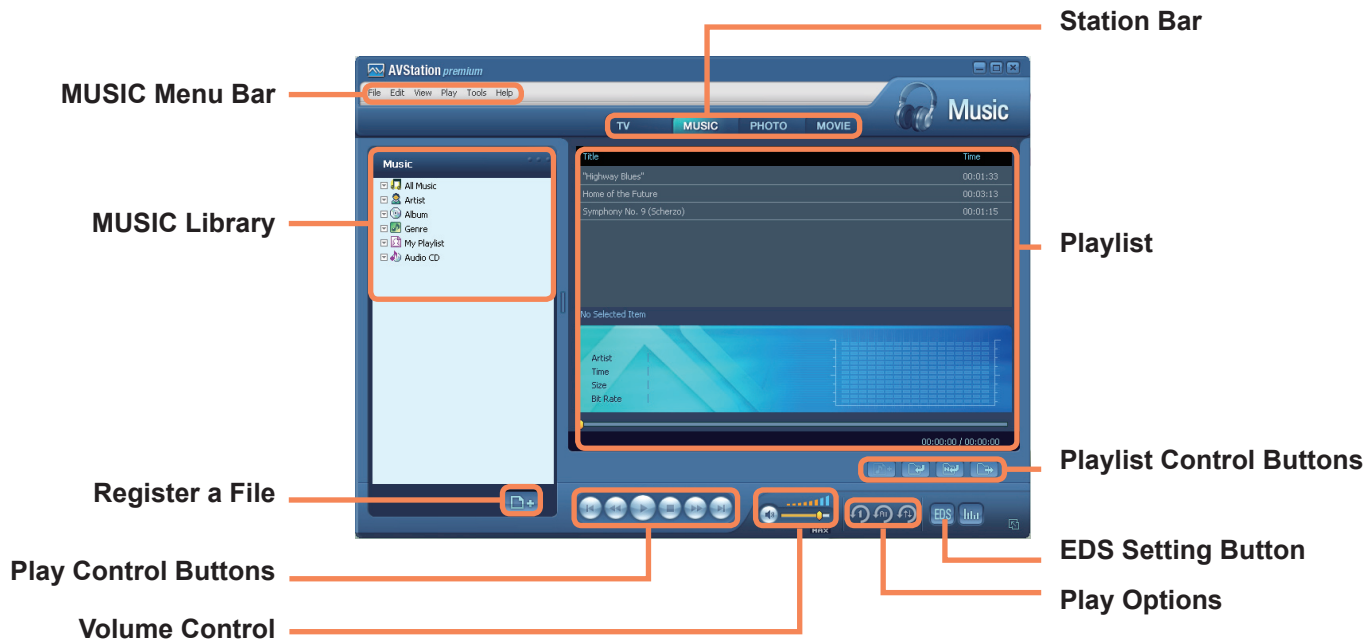 Station Bar
MUSIC Menu Bar
MUSIC Library
Register a File
Play Control Buttons
Volume Control
Playlist
Playlist Control Buttons
EDS Setting Button
Play Options
AVStation premium
File Edit View Play Tools Help
Music
TV MUSIC PHOTO MOVIE
Music
All Music
Artist
Album
Genre
My Playlist
Audio CD
Title Time
"Highway Blues" 00:01:33
Home of the Future 00:03:13
Symphony No. 9 (Scherzo) 00:01:15
No Selected Item
Artist
Time
Size
Bit Rate
00:00:00 / 00:00:00
MAX
EDS